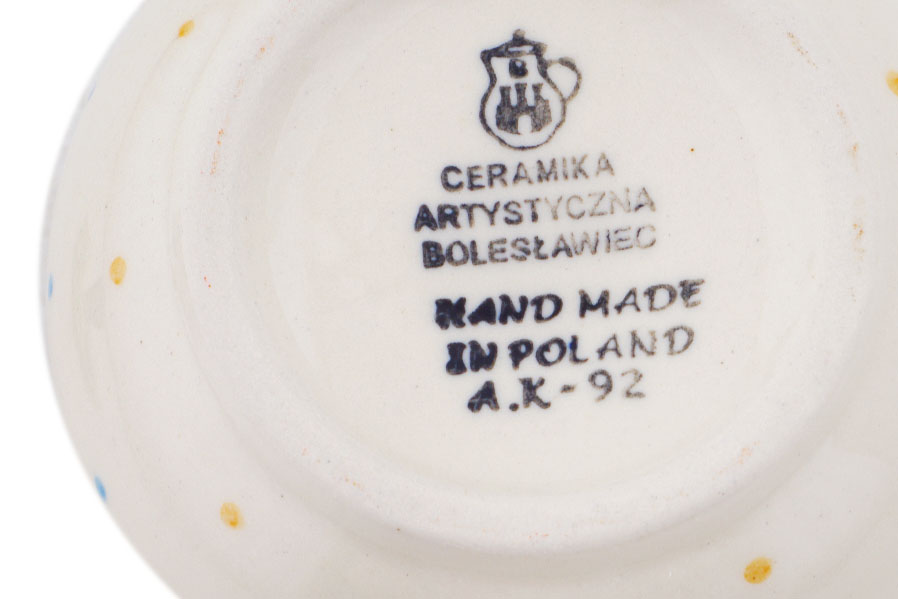 CERAMIKA
ARTYSTYCZNA
BOLESŁAWIEC
HAND MADE
IN POLAND
A.K-92